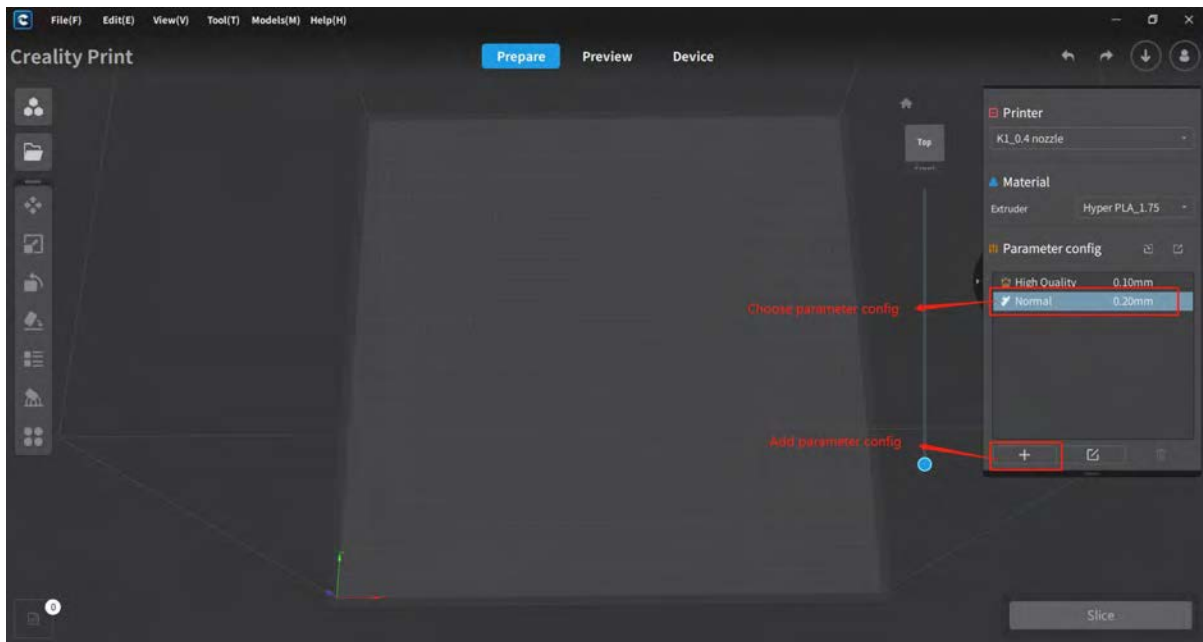 File(F) Edit(E) View(V) Tool(T) Models(M) Help(H)
Creality Print
Prepare Preview Device
Top
Printer
K1_0.4 nozzle
Material
Extruder Hyper PLA_1.75
Parameter config
High Quality 0.10mm
Normal 0.20mm
Choose parameter config
Add parameter config
0
Slice